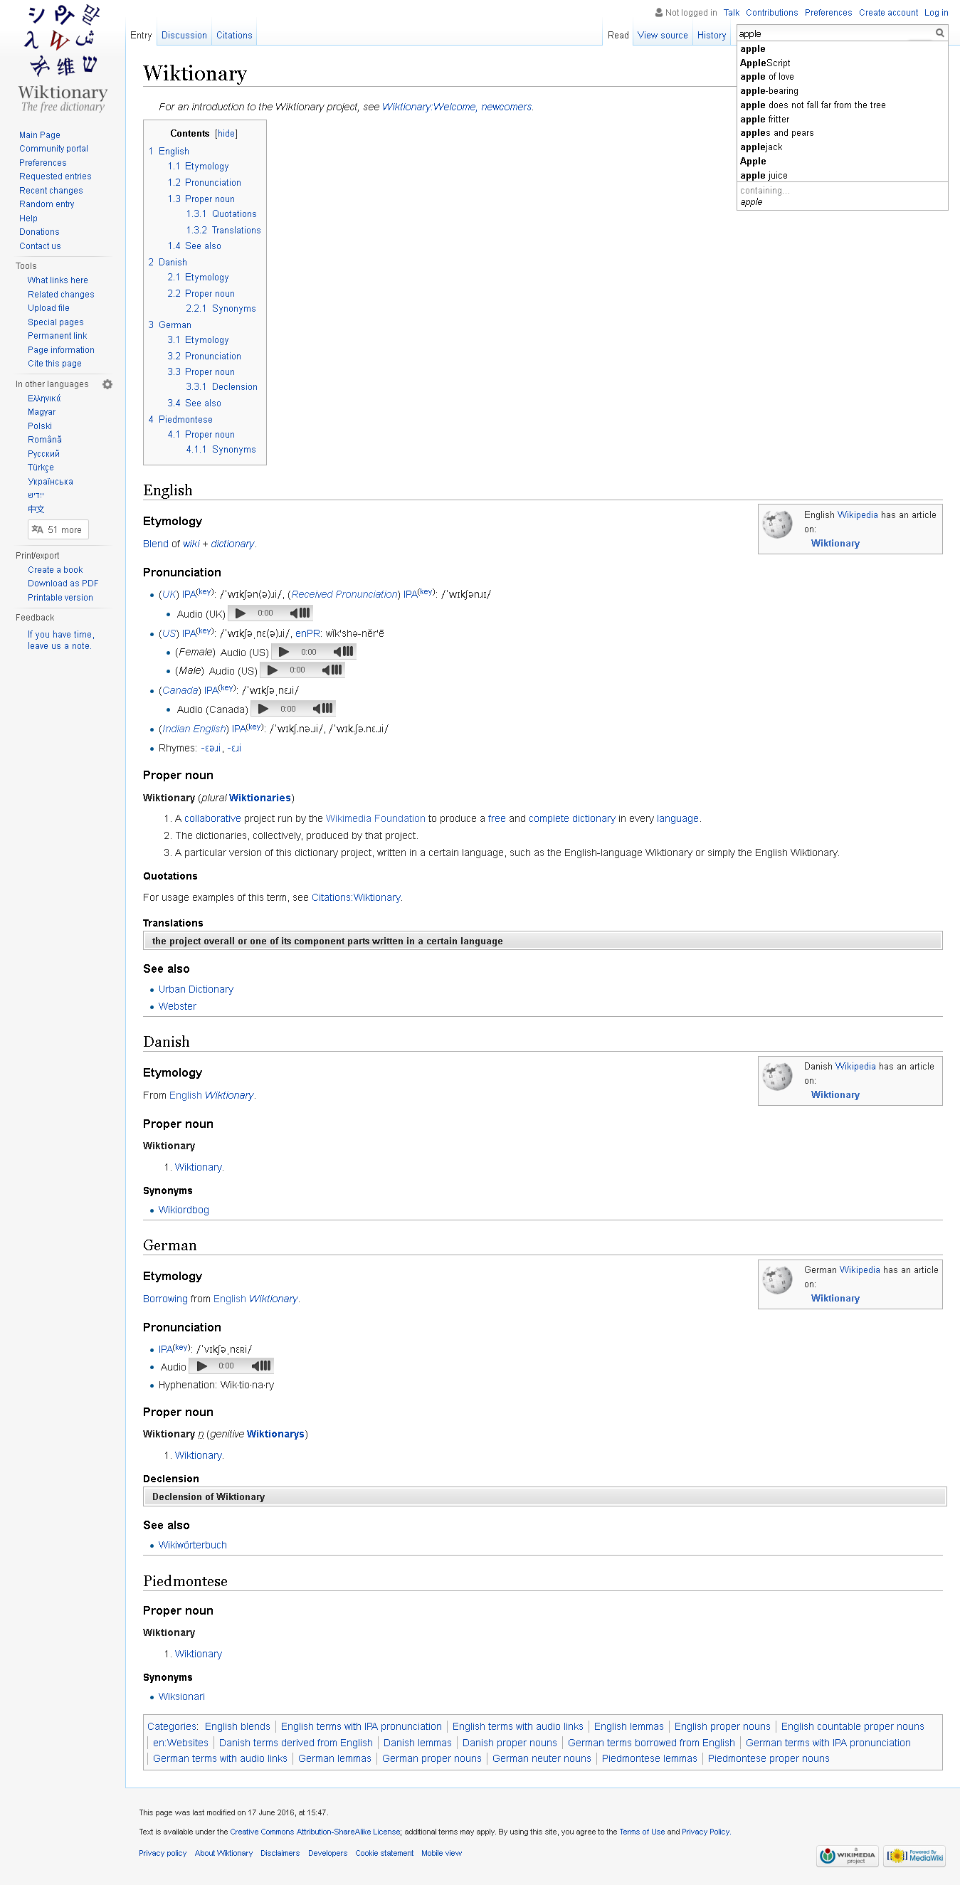 Not logged in Talk Contributions Preferences Create account Log in
Entry Discussion Citations Read View source History apple
Wiktionary
The free dictionary
Main Page
Community portal
Preferences
Requested entries
Recent changes
Random entry
Help
Donations
Contact us
Tools
What links here
Related changes
Upload file
Special pages
Permanent link
Page information
Cite this page
In other languages
Ελληνικά
Magyar
Polski
Română
Русский
Türkçe
Українська
ייִדיש
中文
51 more
Print/export
Create a book
Download as PDF
Printable version
Feedback
If you have time,
leave us a note.
apple
AppleScript
apple of love
apple-bearing
apple does not fall far from the tree
apple fritter
apples and pears
applejack
Apple
apple juice
containing...
apple
Wiktionary
For an introduction to the Wiktionary project, see Wiktionary:Welcome, newcomers.
Contents [hide]
1 English
1.1 Etymology
1.2 Pronunciation
1.3 Proper noun
1.3.1 Quotations
1.3.2 Translations
1.4 See also
2 Danish
2.1 Etymology
2.2 Proper noun
2.2.1 Synonyms
3 German
3.1 Etymology
3.2 Pronunciation
3.3 Proper noun
3.3.1 Declension
3.4 See also
4 Piedmontese
4.1 Proper noun
4.1.1 Synonyms
English
English Wikipedia has an article
on:
Wiktionary
Etymology
Blend of wiki + dictionary.
Pronunciation
(UK) IPA(key): /ˈwɪkʃən(ə)ɹi/, (Received Pronunciation) IPA(key): /ˈwɪkʃənɹɪ/
Audio (UK) 0:00
(US) IPA(key): /ˈwɪkʃəˌnɛ(ə)ɹi/, enPR: wĭk'shə-nĕr'ē
(Female) Audio (US) 0:00
(Male) Audio (US) 0:00
(Canada) IPA(key): /ˈwɪkʃəˌnɛɹi/
Audio (Canada) 0:00
(Indian English) IPA(key): /ˈwɪkʃ.nə.ɹi/, /ˈwɪk.ʃə.nɛ.ɹi/
Rhymes: -ɛəɹi, -ɛɹi
Proper noun
Wiktionary (plural Wiktionaries)
1. A collaborative project run by the Wikimedia Foundation to produce a free and complete dictionary in every language.
2. The dictionaries, collectively, produced by that project.
3. A particular version of this dictionary project, written in a certain language, such as the English-language Wiktionary or simply the English Wiktionary.
Quotations
For usage examples of this term, see Citations:Wiktionary.
Translations
the project overall or one of its component parts written in a certain language
See also
Urban Dictionary
Webster
Danish
Danish Wikipedia has an article
on:
Wiktionary
Etymology
From English Wiktionary.
Proper noun
Wiktionary
1. Wiktionary.
Synonyms
Wikiordbog
German
German Wikipedia has an article
on:
Wiktionary
Etymology
Borrowing from English Wiktionary.
Pronunciation
IPA(key): /ˈvɪkʃəˌnɛʀi/
Audio 0:00
Hyphenation: Wik·tio·na·ry
Proper noun
Wiktionary n (genitive Wiktionarys)
1. Wiktionary.
Declension
Declension of Wiktionary
See also
Wikiwörterbuch
Piedmontese
Proper noun
Wiktionary
1. Wiktionary
Synonyms
Wiksionari
Categories: English blends | English terms with IPA pronunciation | English terms with audio links | English lemmas | English proper nouns | English countable proper nouns
| en:Websites | Danish terms derived from English | Danish lemmas | Danish proper nouns | German terms borrowed from English | German terms with IPA pronunciation
| German terms with audio links | German lemmas | German proper nouns | German neuter nouns | Piedmontese lemmas | Piedmontese proper nouns
This page was last modified on 17 June 2016, at 15:47.
Text is available under the Creative Commons Attribution-ShareAlike License; additional terms may apply. By using this site, you agree to the Terms of Use and Privacy Policy.
Privacy policy About Wiktionary Disclaimers Developers Cookie statement Mobile view
A WIKIMEDIA project
Powered By MediaWiki